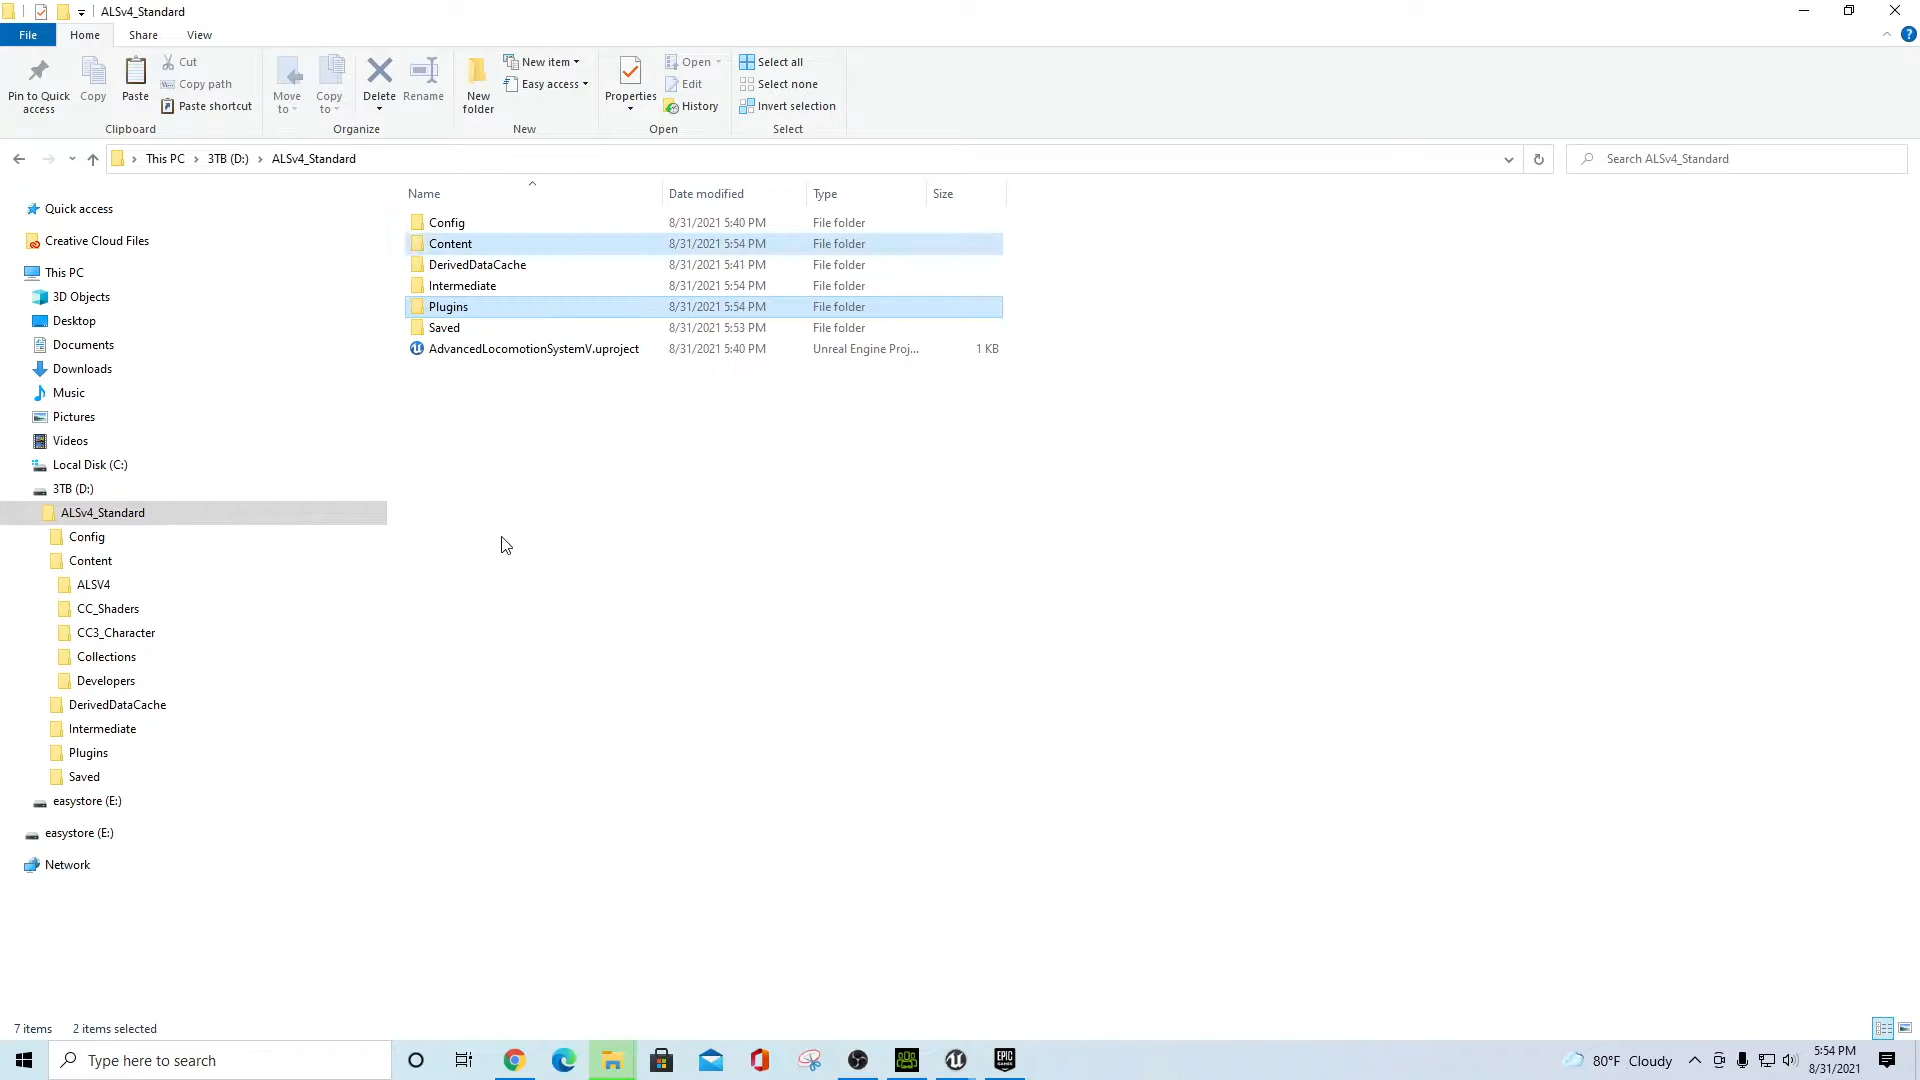 ALSv4_Standard
File Home Share View
Pin to Quick access
Copy
Paste
Cut
Copy path
Paste shortcut
Clipboard
Move to
Copy to
Delete
Rename
Organize
New folder
New item
Easy access
New
Properties
Open
Edit
History
Open
Select all
Select none
Invert selection
Select
This PC > 3TB (D:) > ALSv4_Standard
Search ALSv4_Standard
Name Date modified Type Size
Config 8/31/2021 5:40 PM File folder
Content 8/31/2021 5:54 PM File folder
DerivedDataCache 8/31/2021 5:41 PM File folder
Intermediate 8/31/2021 5:54 PM File folder
Plugins 8/31/2021 5:54 PM File folder
Saved 8/31/2021 5:53 PM File folder
AdvancedLocomotionSystemV.uproject 8/31/2021 5:40 PM Unreal Engine Proj... 1 KB
Quick access
Creative Cloud Files
This PC
3D Objects
Desktop
Documents
Downloads
Music
Pictures
Videos
Local Disk (C:)
3TB (D:)
ALSv4_Standard
Config
Content
ALSV4
CC_Shaders
CC3_Character
Collections
Developers
DerivedDataCache
Intermediate
Plugins
Saved
easystore (E:)
easystore (E:)
Network
7 items 2 items selected
Type here to search
EPIC GAMES
80°F Cloudy
5:54 PM
8/31/2021